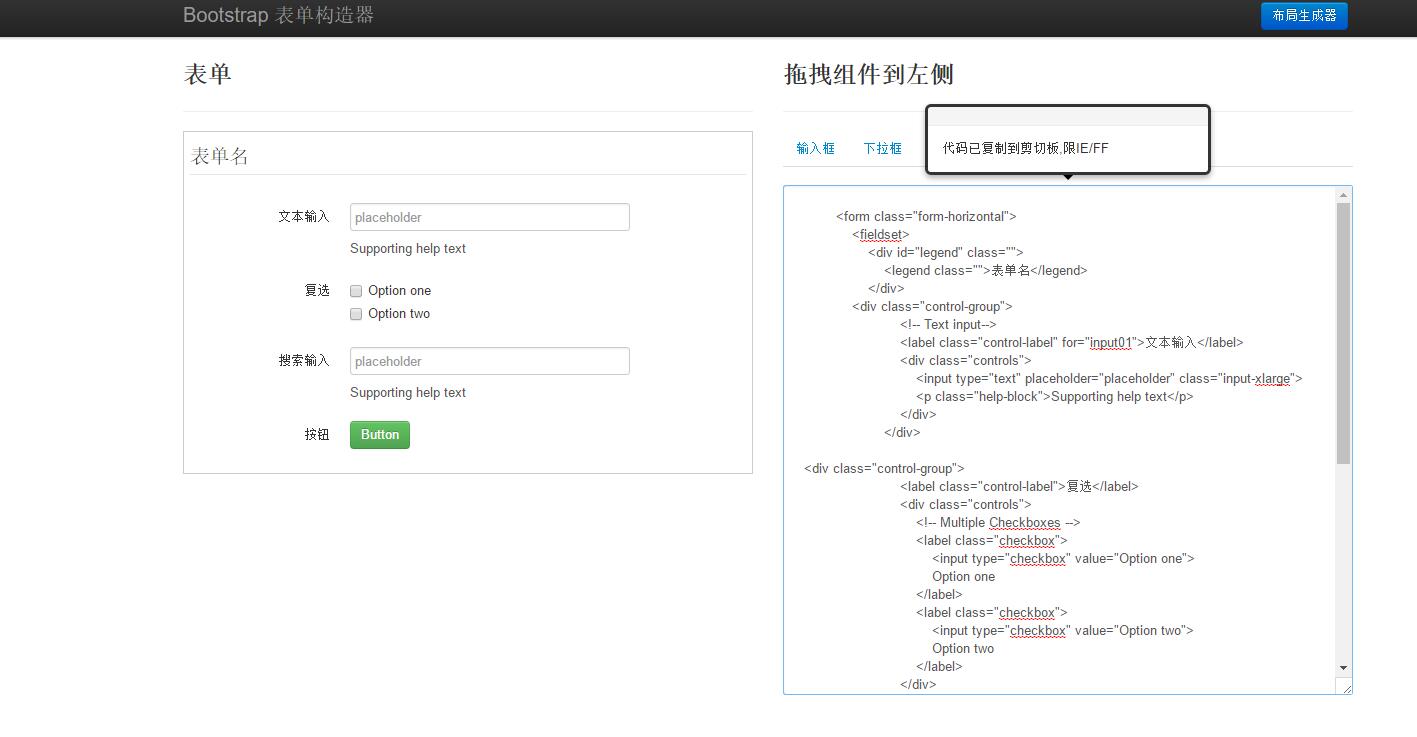 Bootstrap 表单构造器
布局生成器
表单
表单名
文本输入
placeholder
Supporting help text
复选
Option one
Option two
搜索输入
placeholder
Supporting help text
按钮
Button
拖拽组件到左侧
输入框
下拉框
代码已复制到剪切板,限IE/FF
<form class="form-horizontal">
<fieldset>
<div id="legend" class="">
<legend class="">表单名</legend>
</div>
<div class="control-group">
<!-- Text input-->
<label class="control-label" for="input01">文本输入</label>
<div class="controls">
<input type="text" placeholder="placeholder" class="input-xlarge">
<p class="help-block">Supporting help text</p>
</div>
</div>
<div class="control-group">
<label class="control-label">复选</label>
<div class="controls">
<!-- Multiple Checkboxes -->
<label class="checkbox">
<input type="checkbox" value="Option one">
Option one
</label>
<label class="checkbox">
<input type="checkbox" value="Option two">
Option two
</label>
</div>